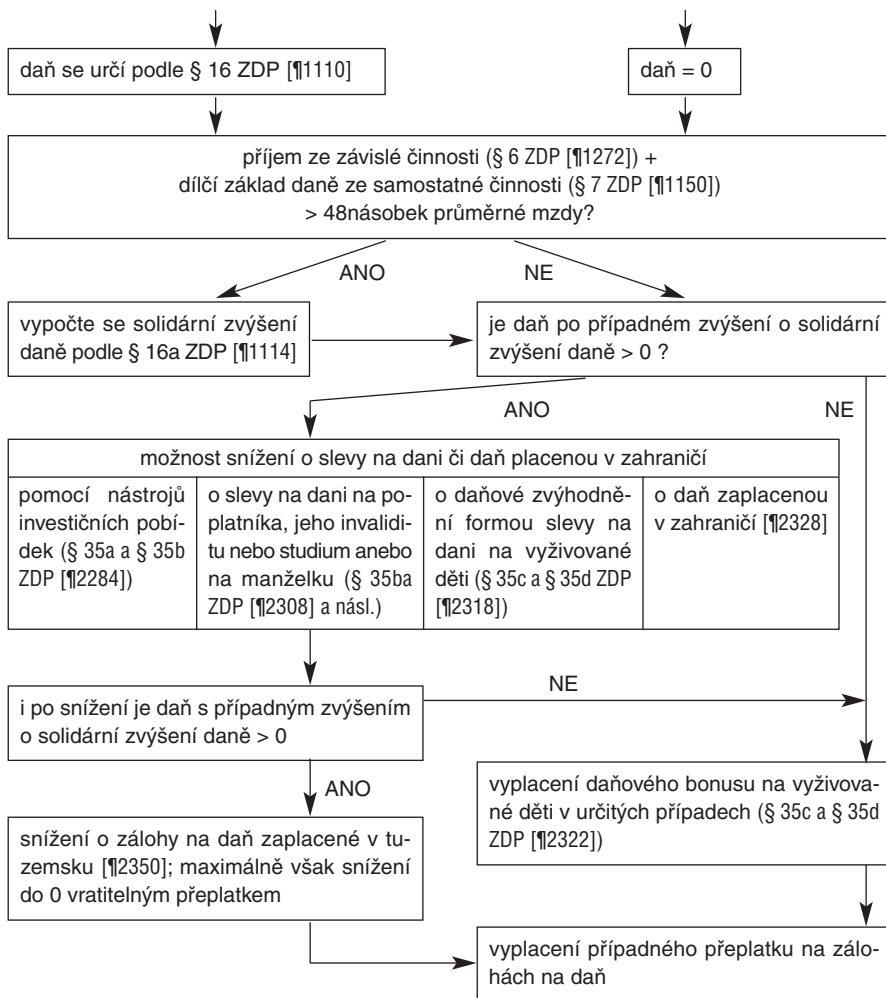 daň se určí podle § 16 ZDP [¶1110]
daň = 0
příjem ze závislé činnosti (§ 6 ZDP [¶1272]) +
dílčí základ daně ze samostatné činnosti (§ 7 ZDP [¶1150])
> 48násobek průměrné mzdy?
ANO
NE
vypočte se solidární zvýšení
daně podle § 16a ZDP [¶1114]
je daň po případném zvýšení o solidární
zvýšení daně > 0 ?
ANO
NE
možnost snížení o slevy na dani či daň placenou v zahraničí
pomocí nástrojů
investičních pobí-
dek (§ 35a a § 35b
ZDP [¶2284])
o slevy na dani na po-
platníka, jeho invalidi-
tu nebo studium anebo
na manželku (§ 35ba
ZDP [¶2308] a násl.)
o daňové zvýhodně-
ní formou slevy na
dani na vyživované
děti (§ 35c a § 35d ZDP
[¶2318])
o daň zaplacenou
v zahraničí [¶2328]
i po snížení je daň s případným zvýšením
o solidární zvýšení daně > 0
NE
ANO
vyplacení daňového bonusu na vyživova-
né děti v určitých případech (§ 35c a § 35d
ZDP [¶2322])
snížení o zálohy na daň zaplacené v tu-
zemsku [¶2350]; maximálně však snížení
do 0 vratitelným přeplatkem
vyplacení případného přeplatku na zálo-
hách na daň